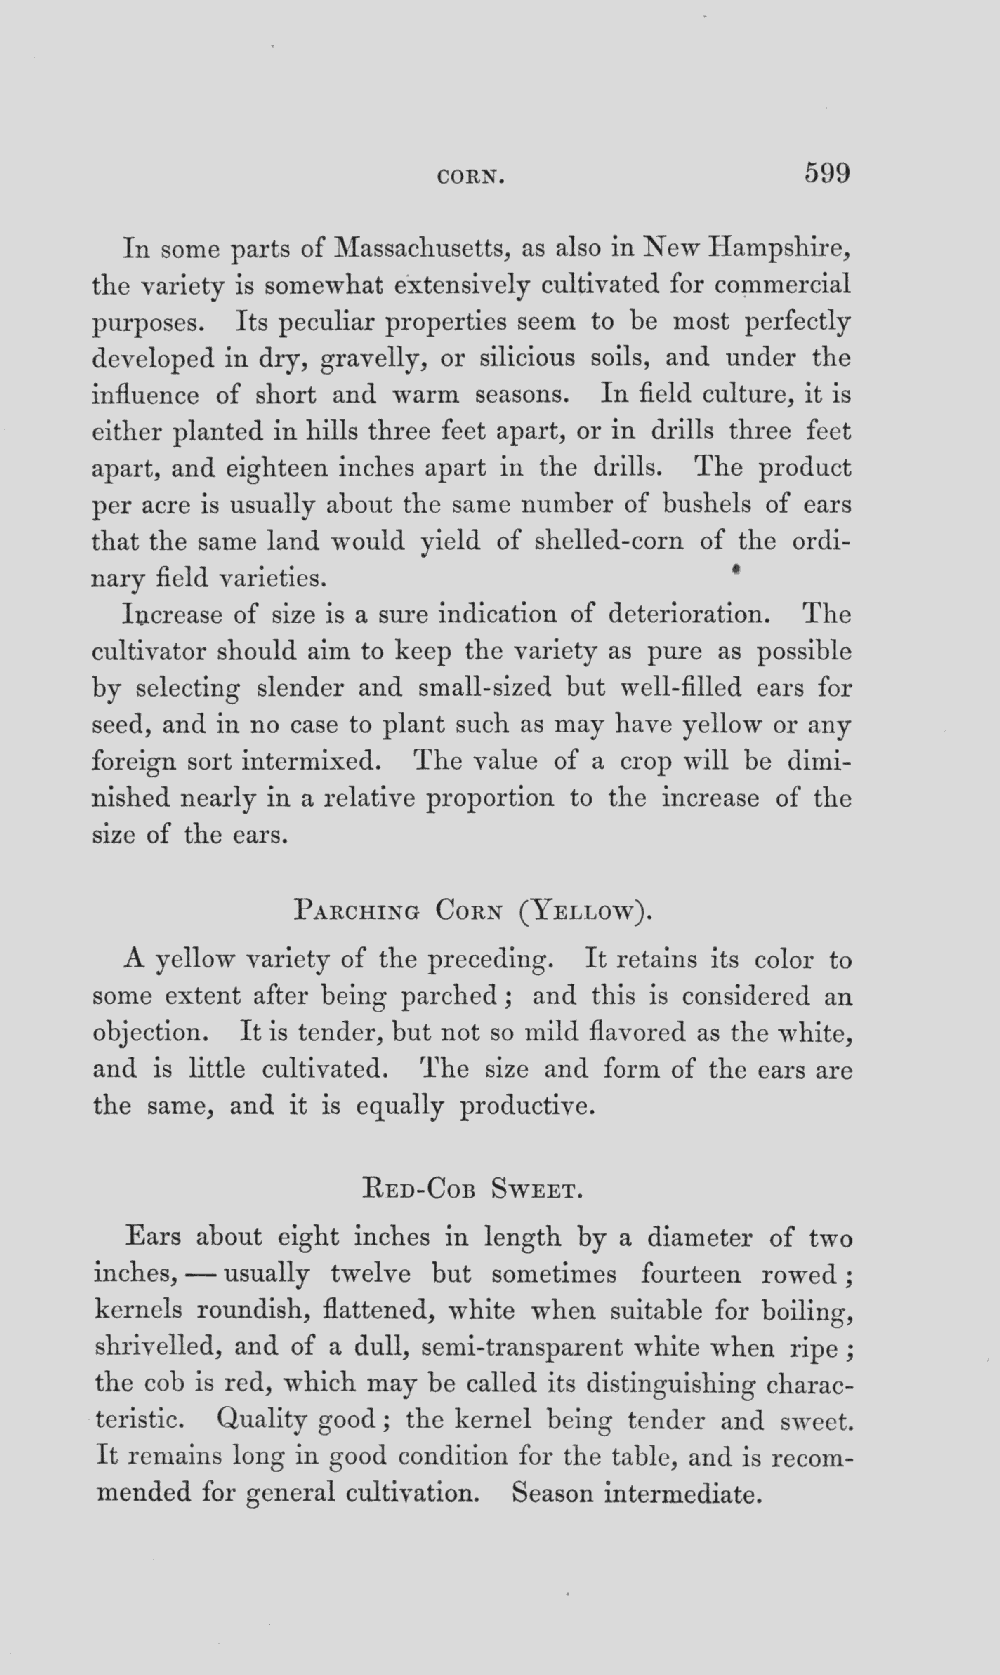 CORN. 599
In some parts of Massachusetts, as also in New Hampshire,
the variety is somewhat extensively cultivated for commercial
purposes. Its peculiar properties seem to be most perfectly
developed in dry, gravelly, or silicious soils, and under the
influence of short and warm seasons. In field culture, it is
either planted in hills three feet apart, or in drills three feet
apart, and eighteen inches apart in the drills. The product
per acre is usually about the same number of bushels of ears
that the same land would yield of shelled-corn of the ordi-
nary field varieties.
Increase of size is a sure indication of deterioration. The
cultivator should aim to keep the variety as pure as possible
by selecting slender and small-sized but well-filled ears for
seed, and in no case to plant such as may have yellow or any
foreign sort intermixed. The value of a crop will be dimi-
nished nearly in a relative proportion to the increase of the
size of the ears.
PARCHING CORN (YELLOW).
A yellow variety of the preceding. It retains its color to
some extent after being parched; and this is considered an
objection. It is tender, but not so mild flavored as the white,
and is little cultivated. The size and form of the ears are
the same, and it is equally productive.
RED-COB SWEET.
Ears about eight inches in length by a diameter of two
inches, — usually twelve but sometimes fourteen rowed;
kernels roundish, flattened, white when suitable for boiling,
shrivelled, and of a dull, semi-transparent white when ripe;
the cob is red, which may be called its distinguishing charac-
teristic. Quality good; the kernel being tender and sweet.
It remains long in good condition for the table, and is recom-
mended for general cultivation. Season intermediate.